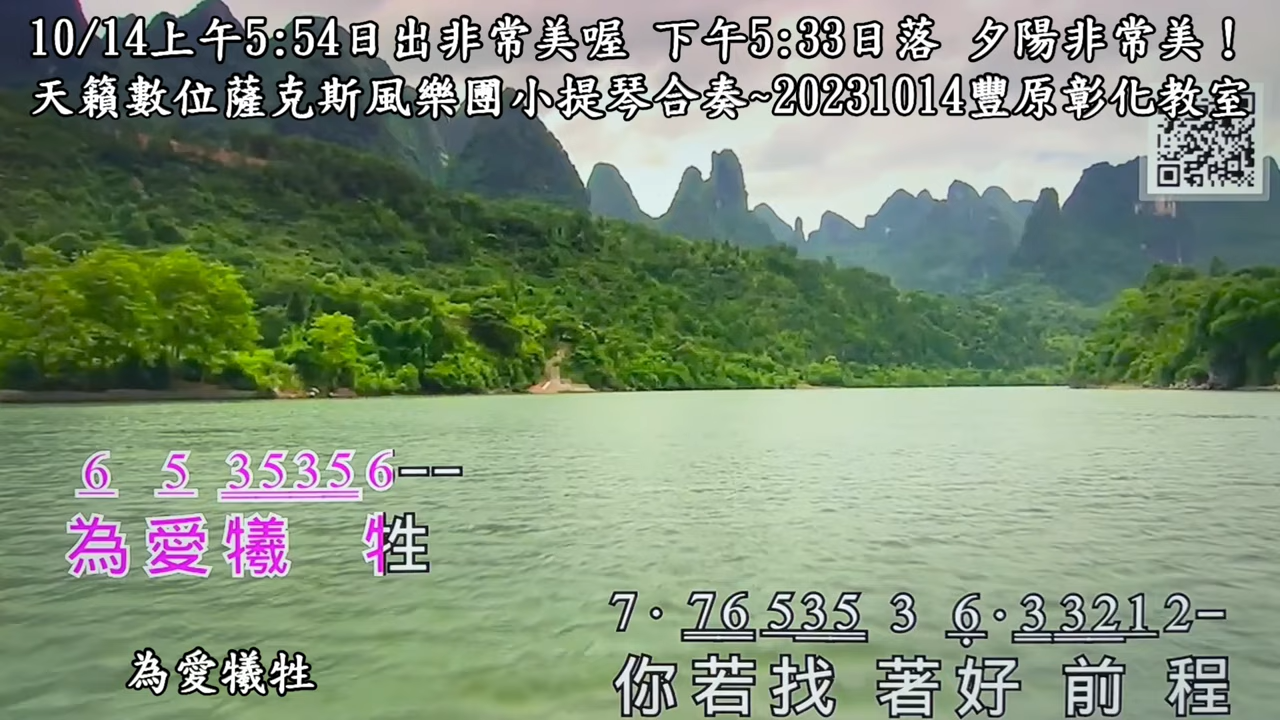 10/14上午5:54日出非常美喔 下午5:33日落 夕陽非常美！
天籟數位薩克斯風樂團小提琴合奏~20231014豐原彰化教室
6 5 35356--
為愛犧 牲
7· 76 535 3 6·33212-
你若找 著好 前 程
為愛犧牲